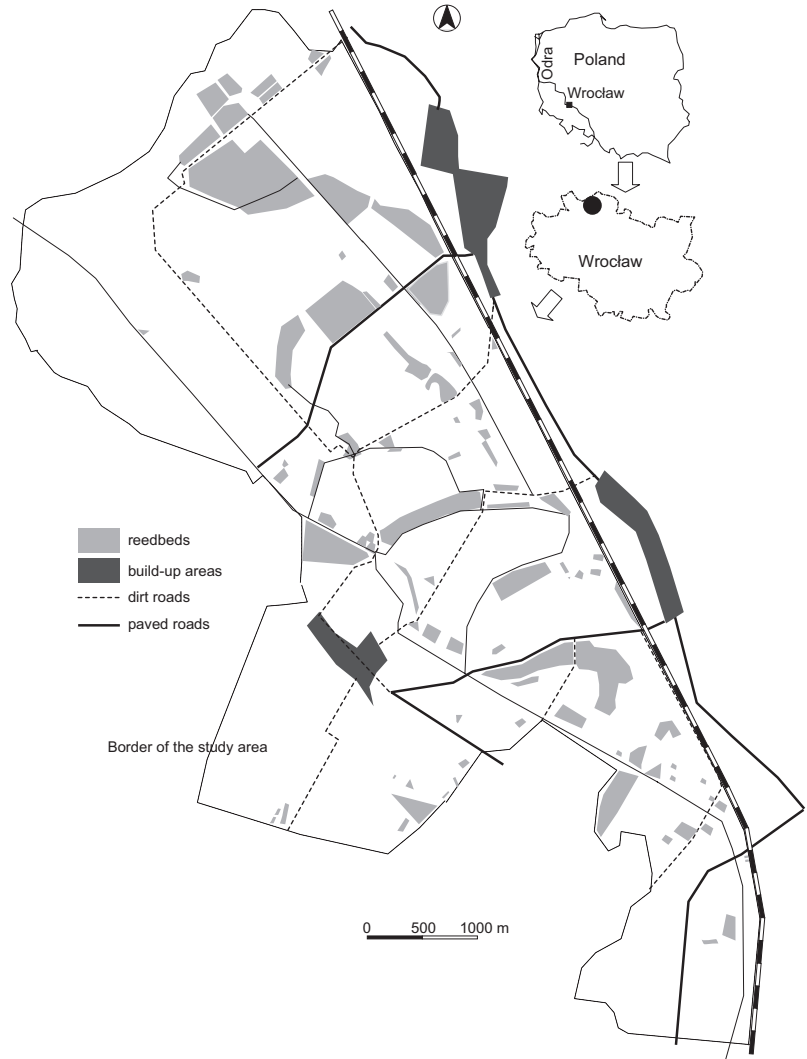 Odra
Poland
Wrocław
Wrocław
reedbeds
build-up areas
dirt roads
paved roads
Border of the study area
0 500 1000 m